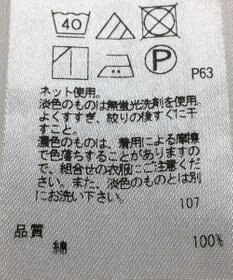 40
P
P63
ネット使用。
淡色のものは無蛍光洗剤を使用。
よくすすぎ、絞りの後すぐに干
すこと。
濃色のものは、着用による摩擦
で色落ちすることがありますの
で、組合せの衣服にご注意くだ
さい。また、淡色のものとは別
にお洗い下さい。
107
品質
綿 100%